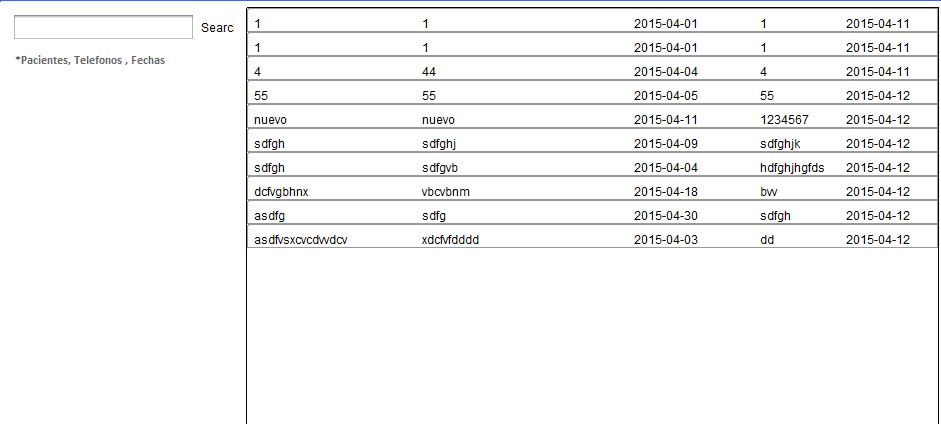 Searc
*Pacientes, Telefonos , Fechas
1 1 2015-04-01 1 2015-04-11
1 1 2015-04-01 1 2015-04-11
4 44 2015-04-04 4 2015-04-11
55 55 2015-04-05 55 2015-04-12
nuevo nuevo 2015-04-11 1234567 2015-04-12
sdfgh sdfghj 2015-04-09 sdfghjk 2015-04-12
sdfgh sdfgvb 2015-04-04 hdfghjhgfds 2015-04-12
dcfvgbhnx vbcvbnm 2015-04-18 bvv 2015-04-12
asdfg sdfg 2015-04-30 sdfgh 2015-04-12
asdfvsxcvcdvvdcv xdcfvfdddd 2015-04-03 dd 2015-04-12